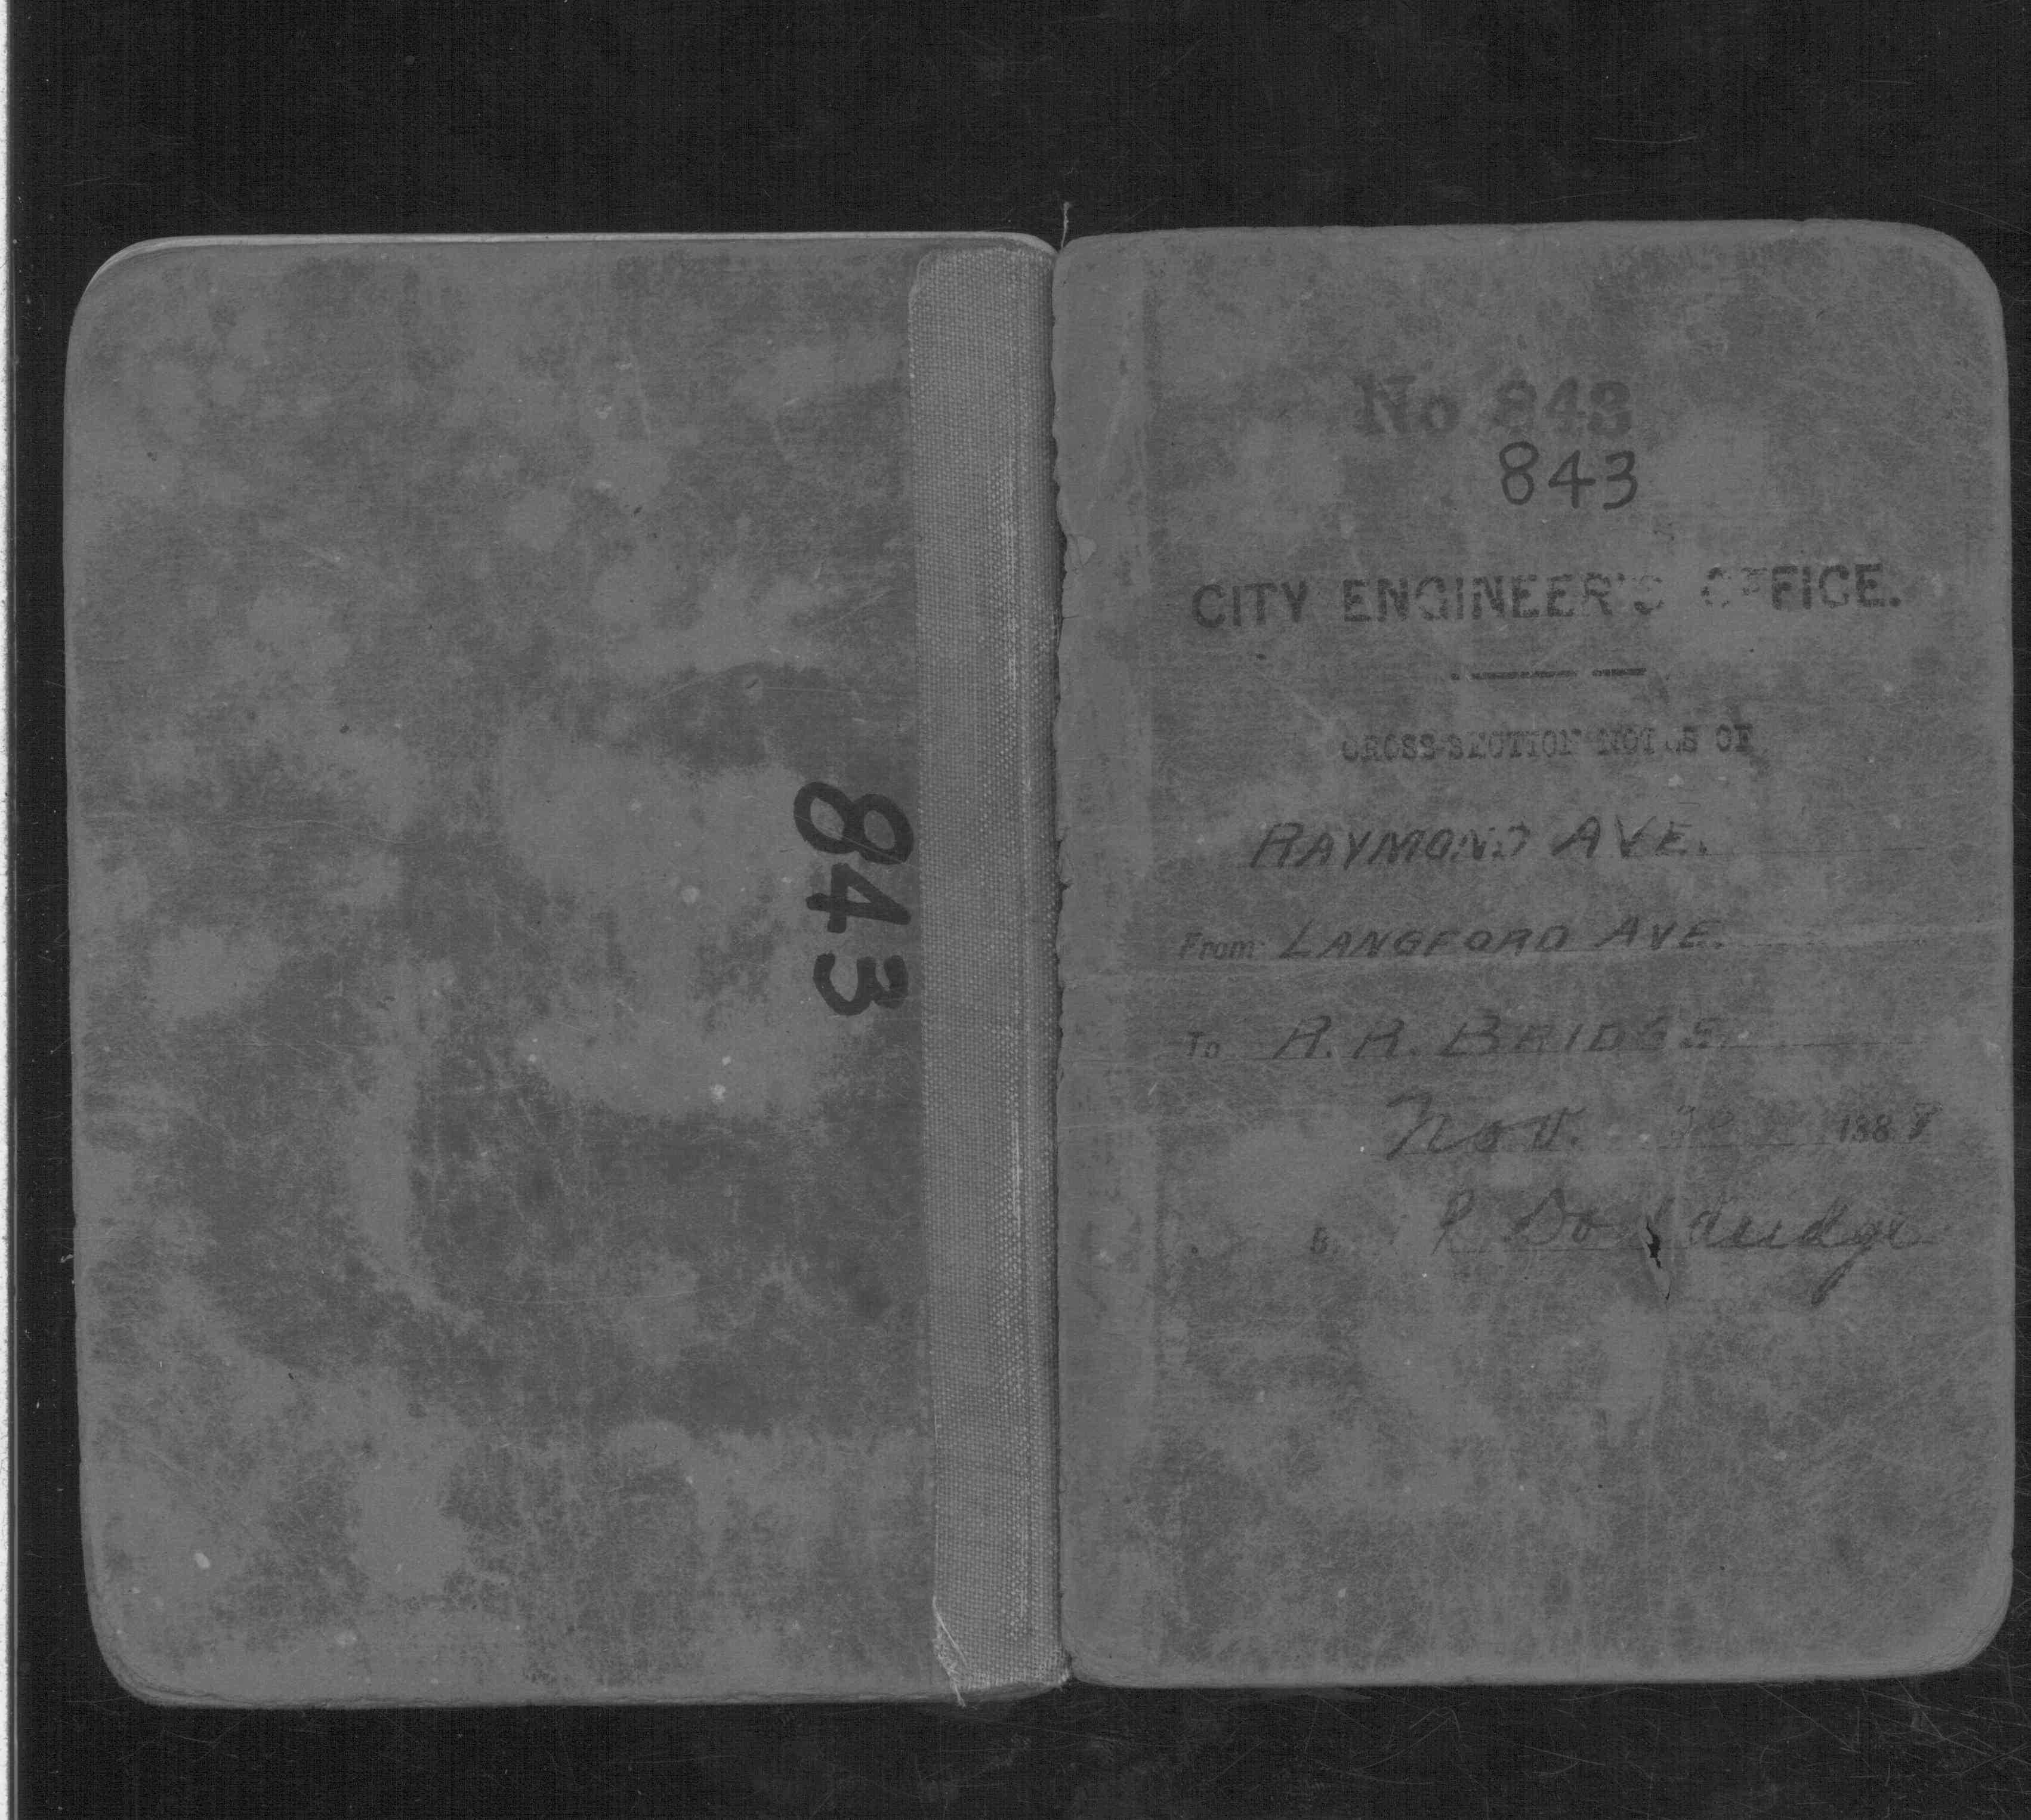 843
No 843
843
CITY ENGINEER'S OFFICE.
CROSS-SECTION NOTES OF
RAYMOND AVE.
From LANGFORD AVE.
To R. R. BRIDGE
Nov. 188